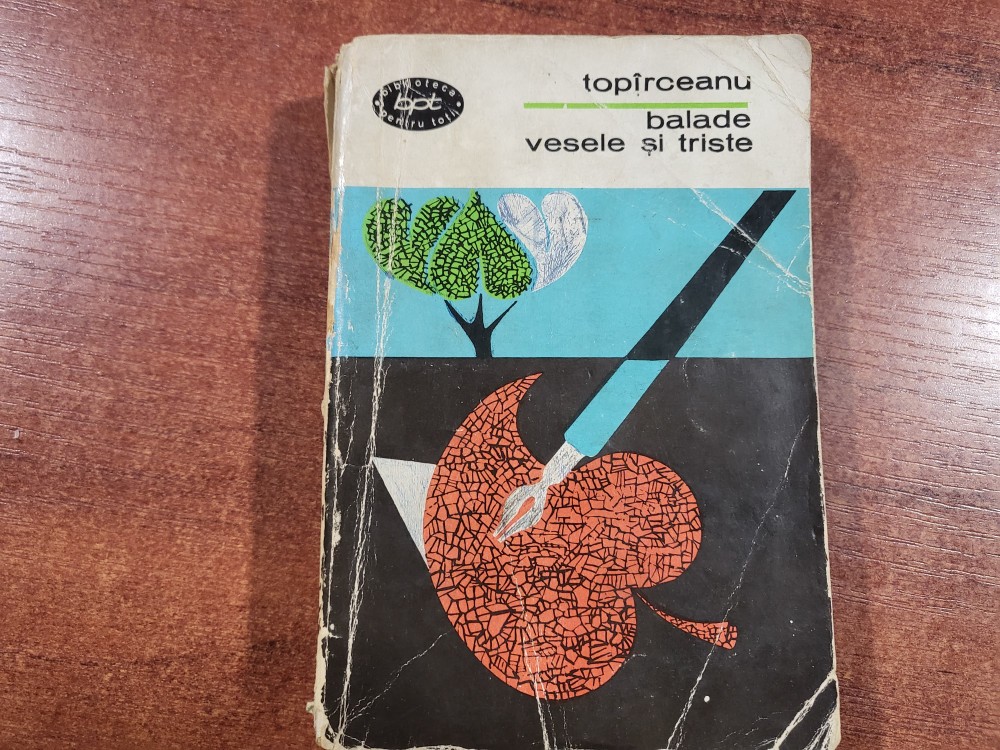 biblioteca
bpt
pentru toți
topîrceanu
balade
vesele și triste